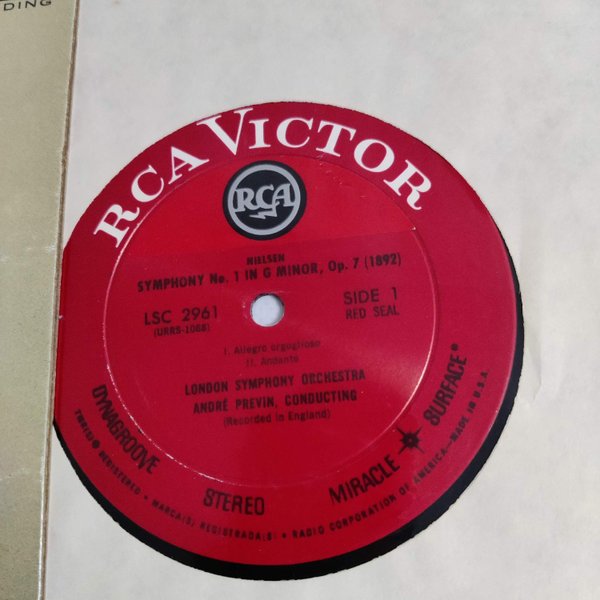 DING
RCA VICTOR
RCA
NIELSEN
SYMPHONY No. 1 IN G MINOR, Op. 7 (1892)
LSC 2961
(URRS-1088)
SIDE 1
RED SEAL
I. Allegro orgoglioso
II. Andante
LONDON SYMPHONY ORCHESTRA
ANDRÉ PREVIN, CONDUCTING
(Recorded in England)
DYNAGROOVE
STEREO
MIRACLE SURFACE®
TMK(S) ® REGISTERED • MARCA(S) REGISTRADA(S) • RADIO CORPORATION OF AMERICA—MADE IN U.S.A.